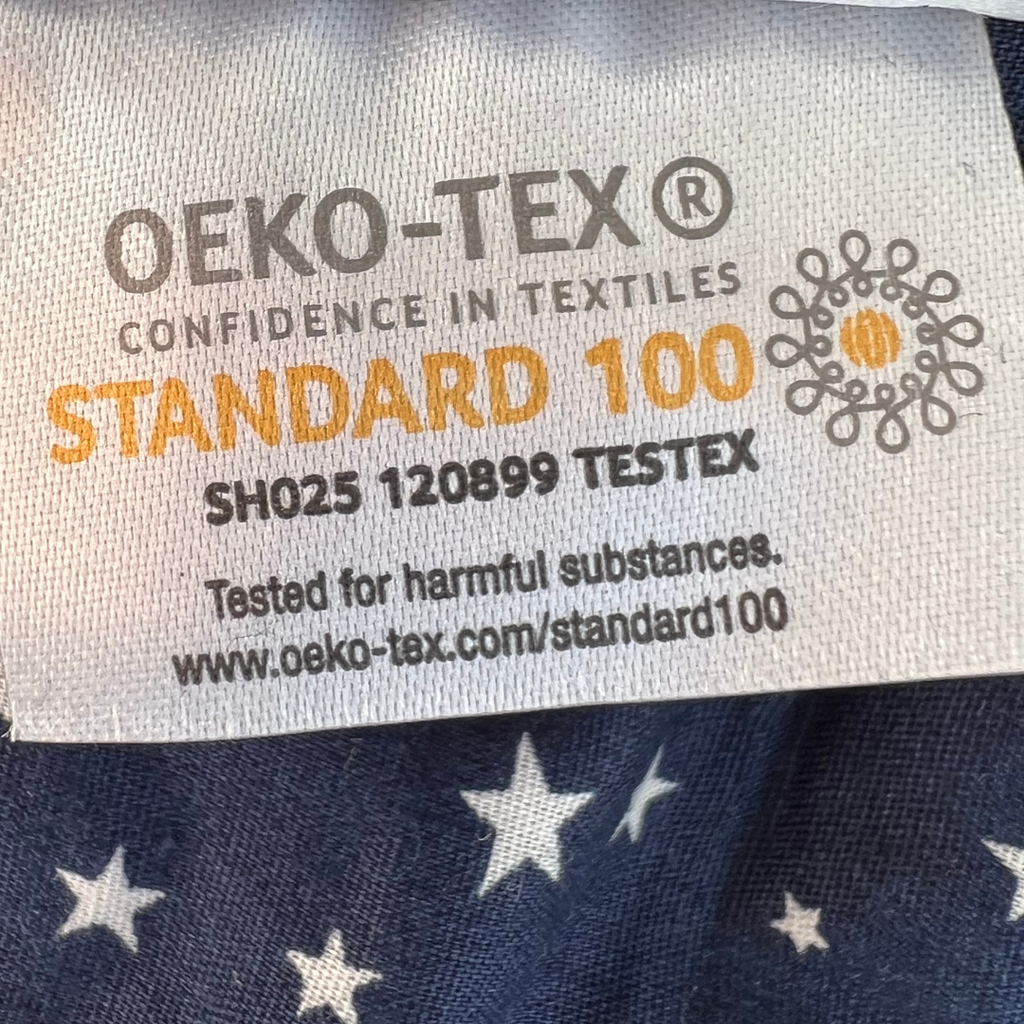 OEKO-TEX®
CONFIDENCE IN TEXTILES
STANDARD 100
SH025 120899 TESTEX
Tested for harmful substances.
www.oeko-tex.com/standard100